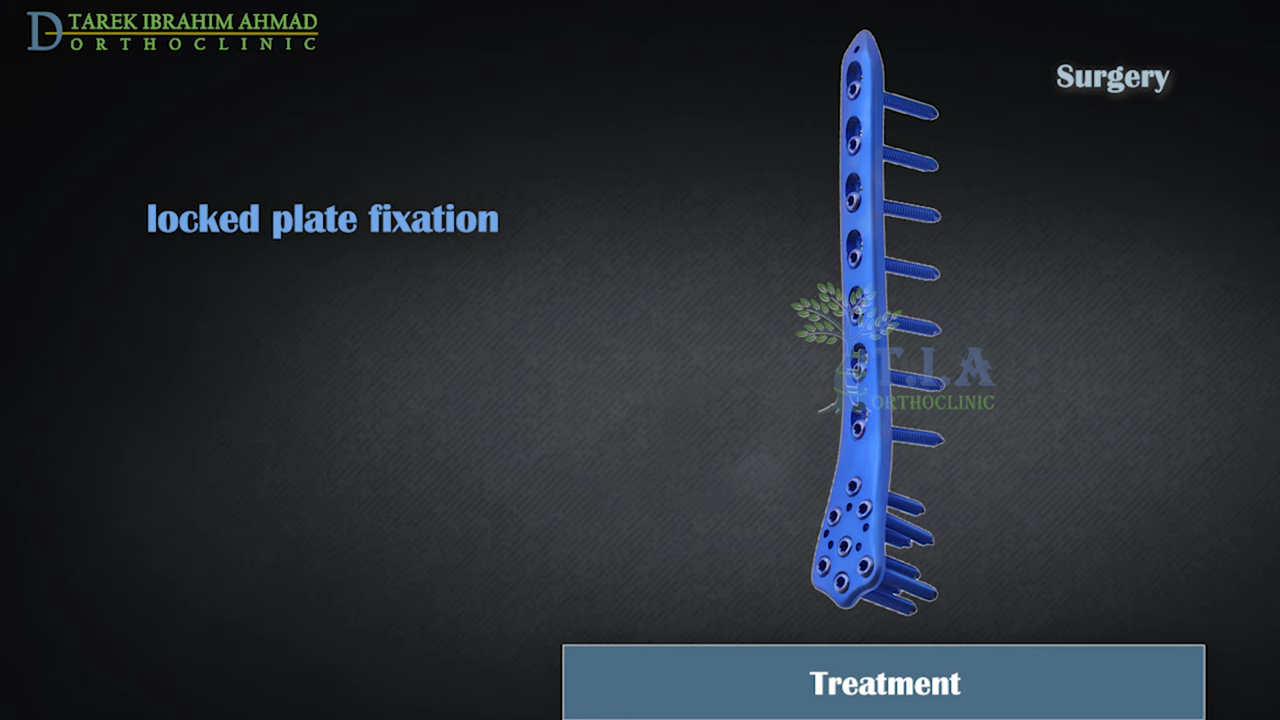 TAREK IBRAHIM AHMAD
D ORTHOCLINIC
Surgery
locked plate fixation
T.I.A
ORTHOCLINIC
Treatment